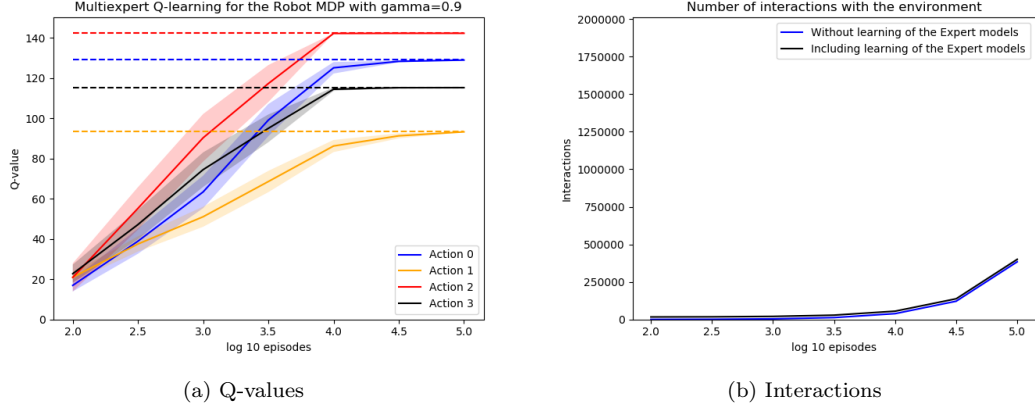 Multiexpert Q-learning for the Robot MDP with gamma=0.9
Q-value
140
120
100
80
60
40
20
0
2.0 2.5 3.0 3.5 4.0 4.5 5.0
log 10 episodes
Action 0
Action 1
Action 2
Action 3
(a) Q-values
Number of interactions with the environment
Interactions
2000000
1750000
1500000
1250000
1000000
750000
500000
250000
0
2.0 2.5 3.0 3.5 4.0 4.5 5.0
log 10 episodes
Without learning of the Expert models
Including learning of the Expert models
(b) Interactions